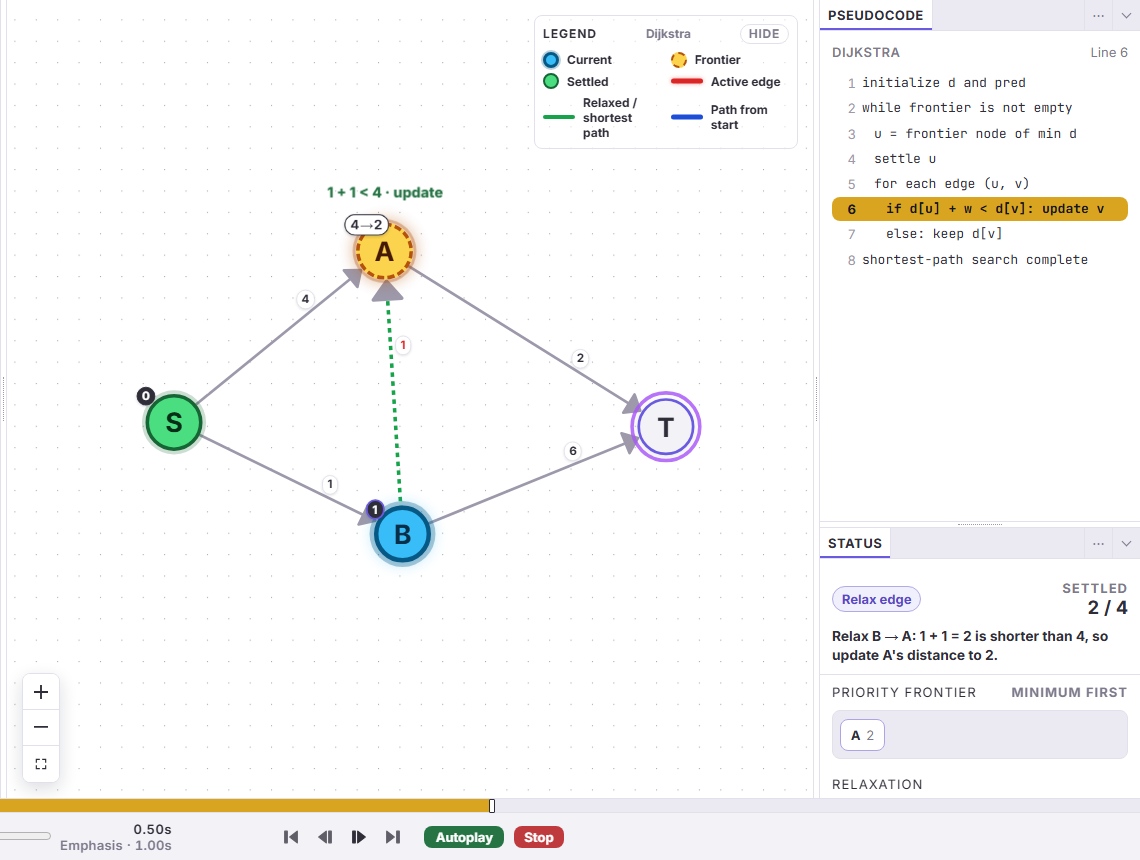 LEGEND Dijkstra HIDE
Current Frontier
Settled Active edge
Relaxed / shortest path
Path from start
1 + 1 < 4 · update
4→2
A
4
1
2
0
S
T
6
1
1
B
PSEUDOCODE
DIJKSTRA Line 6
1 initialize d and pred
2 while frontier is not empty
3 u = frontier node of min d
4 settle u
5 for each edge (u, v)
6 if d[u] + w < d[v]: update v
7 else: keep d[v]
8 shortest-path search complete
STATUS
Relax edge
SETTLED
2 / 4
Relax B → A: 1 + 1 = 2 is shorter than 4, so
update A's distance to 2.
PRIORITY FRONTIER MINIMUM FIRST
A 2
RELAXATION
0.50s
Emphasis · 1.00s
Autoplay Stop